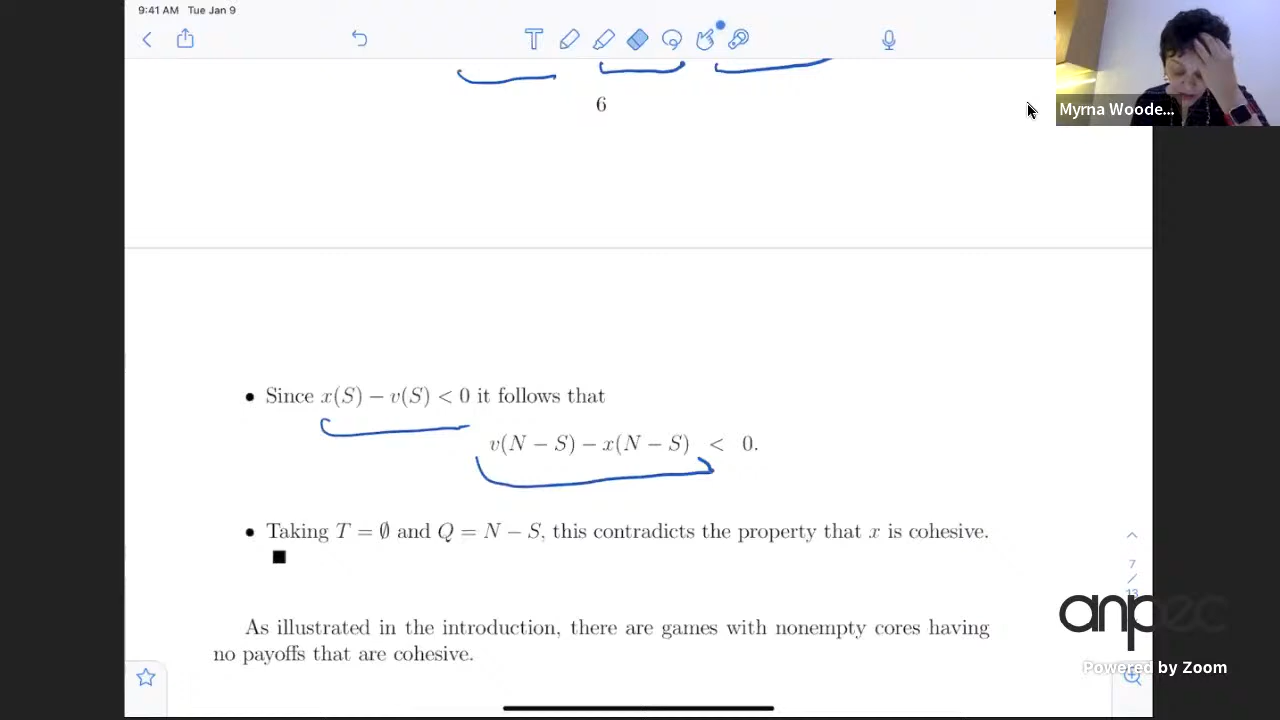 9:41 AM Tue Jan 9
Myrna Woode...
6
• Since x(S) − v(S) < 0 it follows that
v(N − S) − x(N − S) < 0.
• Taking T = ∅ and Q = N − S, this contradicts the property that x is cohesive.
■
As illustrated in the introduction, there are games with nonempty cores having
no payoffs that are cohesive.
7
/
13
anpec
Powered by Zoom